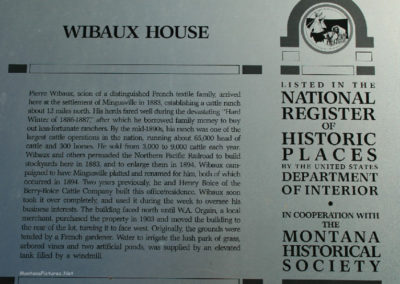 WIBAUX HOUSE
Pierre Wibaux, scion of a distinguished French textile family, arrived
here at the settlement of Mingusville in 1883, establishing a cattle ranch
about 12 miles north. His herds fared well during the devastating "Hard
Winter of 1886-1887," after which he borrowed family money to buy
out less-fortunate ranchers. By the mid-1890s, his ranch was one of the
largest cattle operations in the nation, running about 65,000 head of
cattle and 300 horses. He sold from 3,000 to 9,000 cattle each year.
Wibaux and others persuaded the Northern Pacific Railroad to build
stockyards here in 1883, and to enlarge them in 1894. Wibaux cam-
paigned to have Mingusville platted and renamed for him, both of which
occurred in 1894. Two years previously, he and Henry Boice of the
Berry-Boice Cattle Company built this office/residence. Wibaux soon
took it over completely, and used it during the week to oversee his
business interests. The building faced north until W.A. Orgain, a local
merchant, purchased the property in 1903 and moved the building to
the rear of the lot, turning it to face west. Originally, the grounds were
tended by a French gardener. Water to irrigate the lush park of grass,
arbored vines and two artificial ponds, was supplied by an elevated
tank filled by a windmill.
LISTED IN THE
NATIONAL
REGISTER
OF
HISTORIC
PLACES
BY THE UNITED STATES
DEPARTMENT
OF INTERIOR
IN COOPERATION WITH
THE
MONTANA
HISTORICAL
SOCIETY
MontanaPictures.Net